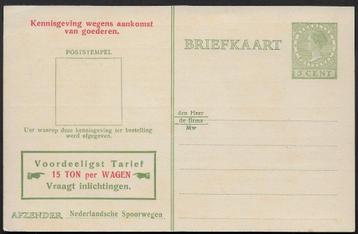 Kennisgeving wegens aankomst
van goederen.
POSTSTEMPEL
Uur waarop deze kennisgeving ter bestelling
werd afgegeven.
Voordeeligst Tarief
15 TON per WAGEN
Vraagt inlichtingen.
AFZENDER Nederlandsche Spoorwegen
BRIEFKAART
5 CENT
den Heer
de firma
Mw